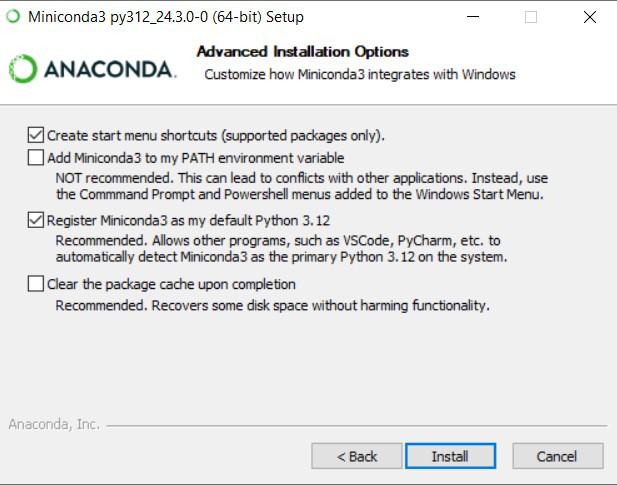 Miniconda3 py312_24.3.0-0 (64-bit) Setup
ANACONDA.
Advanced Installation Options
Customize how Miniconda3 integrates with Windows
Create start menu shortcuts (supported packages only).
Add Miniconda3 to my PATH environment variable
NOT recommended. This can lead to conflicts with other applications. Instead, use
the Commmand Prompt and Powershell menus added to the Windows Start Menu.
Register Miniconda3 as my default Python 3.12
Recommended. Allows other programs, such as VSCode, PyCharm, etc. to
automatically detect Miniconda3 as the primary Python 3.12 on the system.
Clear the package cache upon completion
Recommended. Recovers some disk space without harming functionality.
Anaconda, Inc.
< Back
Install
Cancel